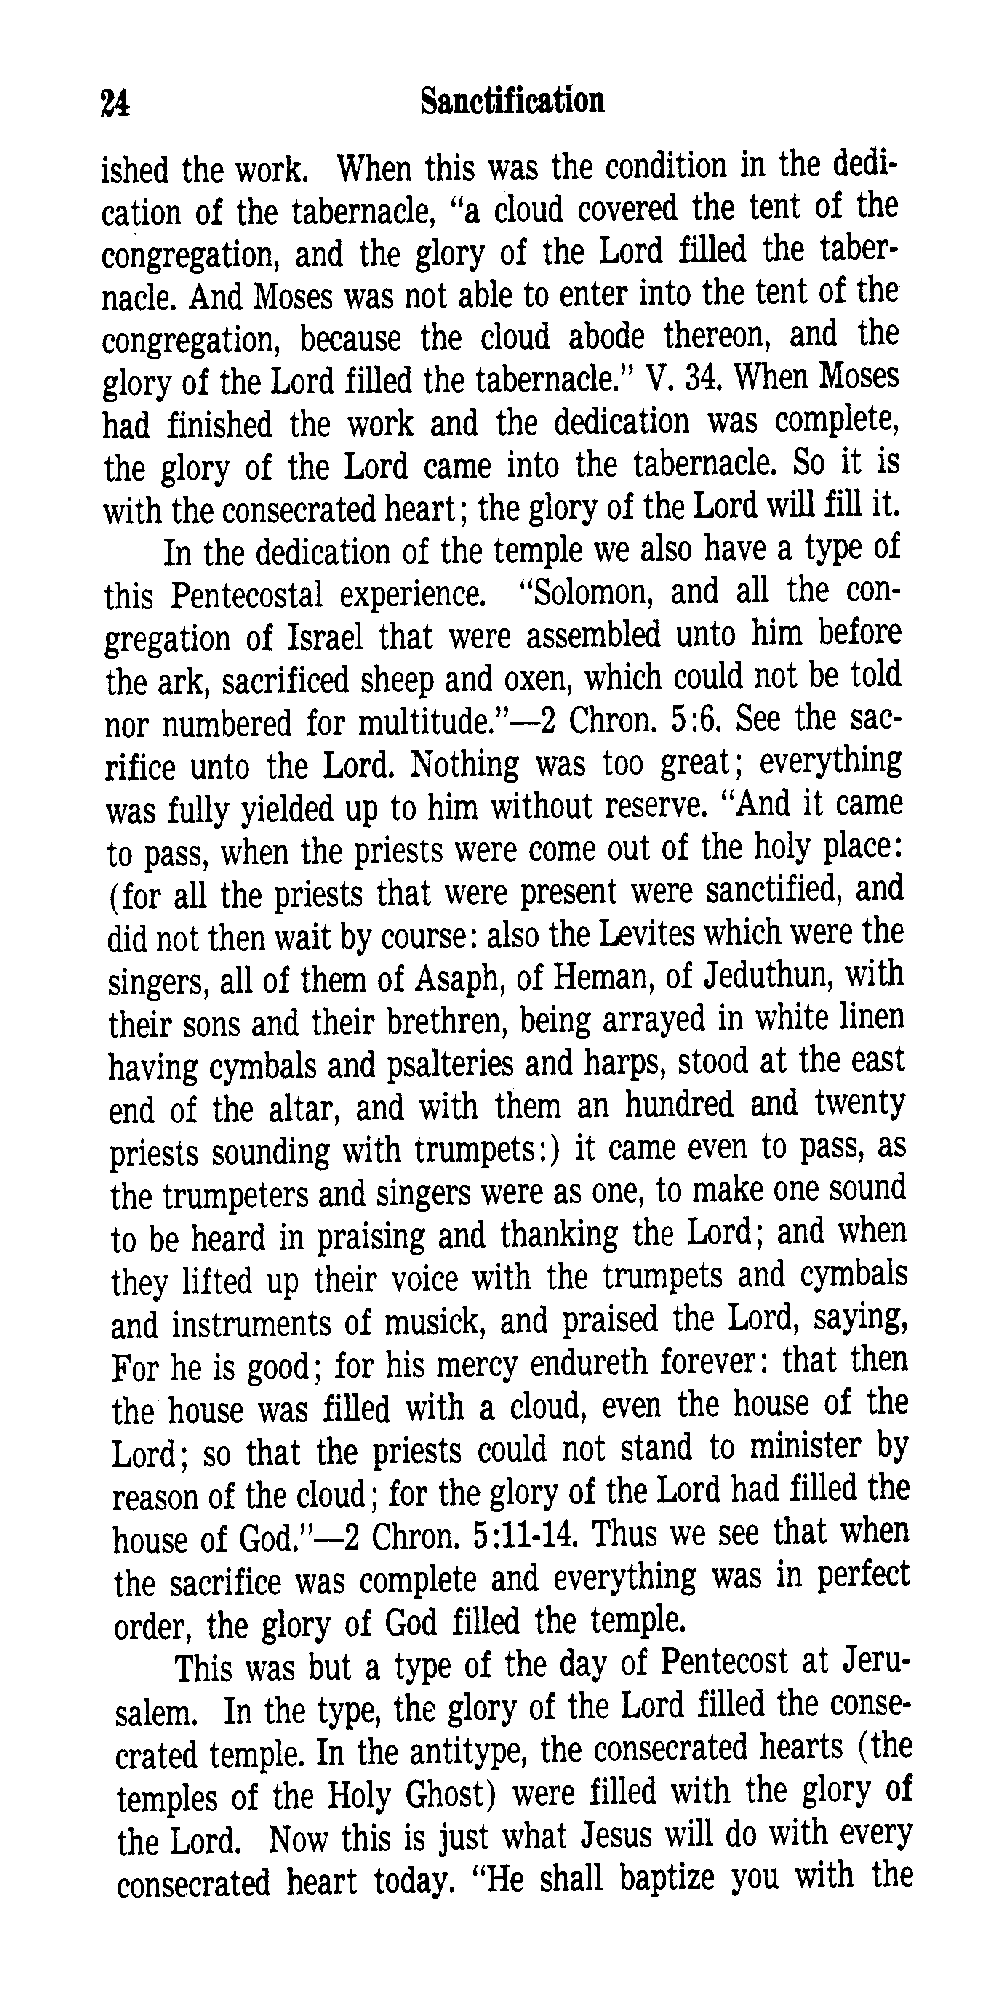 24 Sanctification
ished the work. When this was the condition in the dedi-
cation of the tabernacle, “a cloud covered the tent of the
congregation, and the glory of the Lord filled the taber-
nacle. And Moses was not able to enter into the tent of the
congregation, because the cloud abode thereon, and the
glory of the Lord filled the tabernacle.” V. 34. When Moses
had finished the work and the dedication was complete,
the glory of the Lord came into the tabernacle. So it is
with the consecrated heart; the glory of the Lord will fill it.
In the dedication of the temple we also have a type of
this Pentecostal experience. “Solomon, and all the con-
gregation of Israel that were assembled unto him before
the ark, sacrificed sheep and oxen, which could not be told
nor numbered for multitude.”—2 Chron. 5:6. See the sac-
rifice unto the Lord. Nothing was too great; everything
was fully yielded up to him without reserve. “And it came
to pass, when the priests were come out of the holy place:
(for all the priests that were present were sanctified, and
did not then wait by course: also the Levites which were the
singers, all of them of Asaph, of Heman, of Jeduthun, with
their sons and their brethren, being arrayed in white linen
having cymbals and psalteries and harps, stood at the east
end of the altar, and with them an hundred and twenty
priests sounding with trumpets:) it came even to pass, as
the trumpeters and singers were as one, to make one sound
to be heard in praising and thanking the Lord; and when
they lifted up their voice with the trumpets and cymbals
and instruments of musick, and praised the Lord, saying,
For he is good; for his mercy endureth forever: that then
the house was filled with a cloud, even the house of the
Lord; so that the priests could not stand to minister by
reason of the cloud; for the glory of the Lord had filled the
house of God.”—2 Chron. 5:11-14. Thus we see that when
the sacrifice was complete and everything was in perfect
order, the glory of God filled the temple.
This was but a type of the day of Pentecost at Jeru-
salem. In the type, the glory of the Lord filled the conse-
crated temple. In the antitype, the consecrated hearts (the
temples of the Holy Ghost) were filled with the glory of
the Lord. Now this is just what Jesus will do with every
consecrated heart today. “He shall baptize you with the